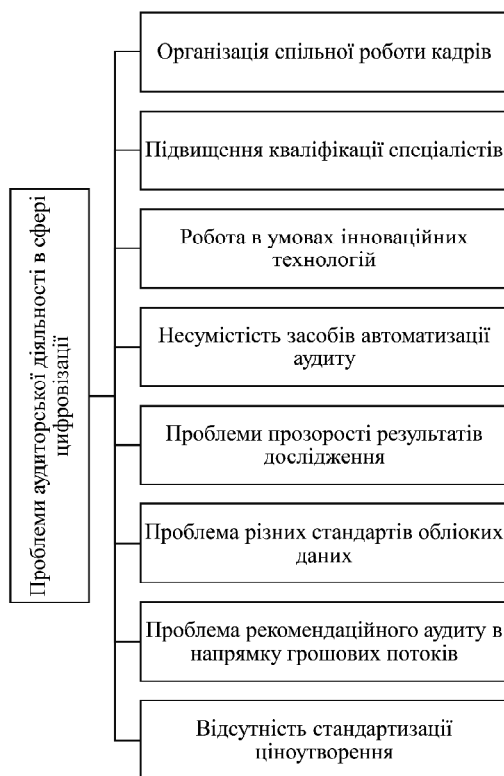 Проблеми аудиторської діяльності в сфері
цифровізації
Організація спільної роботи кадрів
Підвищення кваліфікації спеціалістів
Робота в умовах інноваційних
технологій
Несумістість засобів автоматизації
аудиту
Проблеми прозорості результатів
дослідження
Проблема різних стандартів обліоких
даних
Проблема рекомендаційного аудиту в
напрямку грошових потоків
Відсутність стандартизації
ціноутворення